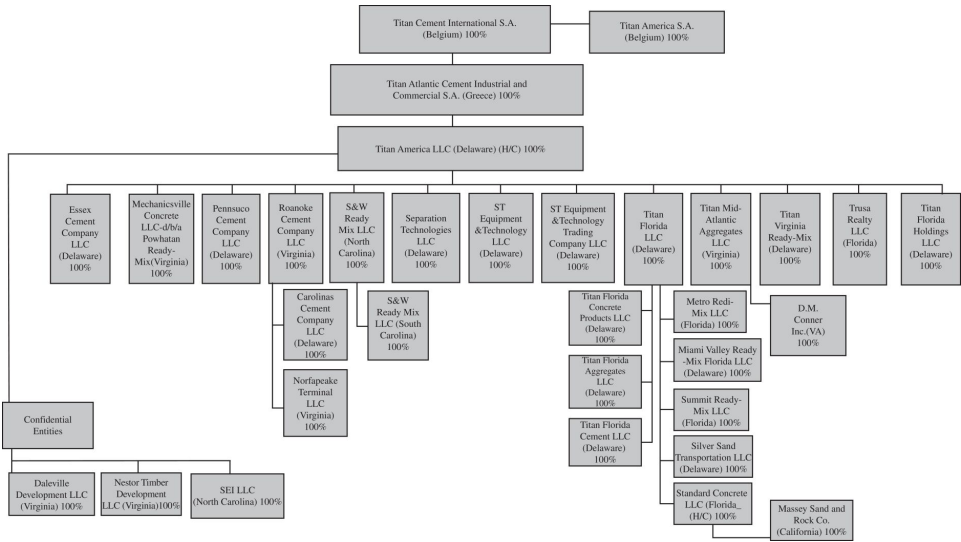 Titan Cement International S.A.
(Belgium) 100%
Titan America S.A.
(Belgium) 100%
Titan Atlantic Cement Industrial and
Commercial S.A. (Greece) 100%
Titan America LLC (Delaware) (H/C) 100%
Essex
Cement
Company
LLC
(Delaware)
100%
Mechanicsville
Concrete
LLC-d/b/a
Powhatan
Ready-
Mix(Virginia)
100%
Pennsuco
Cement
Company
LLC
(Delaware)
100%
Roanoke
Cement
Company
LLC
(Virginia)
100%
S&W
Ready
Mix LLC
(North
Carolina)
100%
Separation
Technologies
LLC
(Delaware)
100%
ST
Equipment
&Technology
LLC
(Delaware)
100%
ST Equipment
&Technology
Trading
Company LLC
(Delaware)
100%
Titan
Florida
LLC
(Delaware)
100%
Titan Mid-
Atlantic
Aggregates
LLC
(Virginia)
100%
Titan
Virginia
Ready-Mix
(Delaware)
100%
Trusa
Realty
LLC
(Florida)
100%
Titan
Florida
Holdings
LLC
(Delaware)
100%
Carolinas
Cement
Company
LLC
(Delaware)
100%
S&W
Ready Mix
LLC (South
Carolina)
100%
Titan Florida
Concrete
Products LLC
(Delaware)
100%
Metro Redi-
Mix LLC
(Florida) 100%
D.M.
Conner
Inc.(VA)
100%
Norfapeake
Terminal
LLC
(Virginia)
100%
Titan Florida
Aggregates
LLC
(Delaware)
100%
Miami Valley Ready
-Mix Florida LLC
(Delaware) 100%
Titan Florida
Cement LLC
(Delaware)
100%
Summit Ready-
Mix LLC
(Florida) 100%
Silver Sand
Transportation LLC
(Delaware) 100%
Standard Concrete
LLC (Florida_
(H/C) 100%
Massey Sand and
Rock Co.
(California) 100%
Confidential
Entities
Daleville
Development LLC
(Virginia) 100%
Nestor Timber
Development
LLC (Virginia)100%
SEI LLC
(North Carolina) 100%